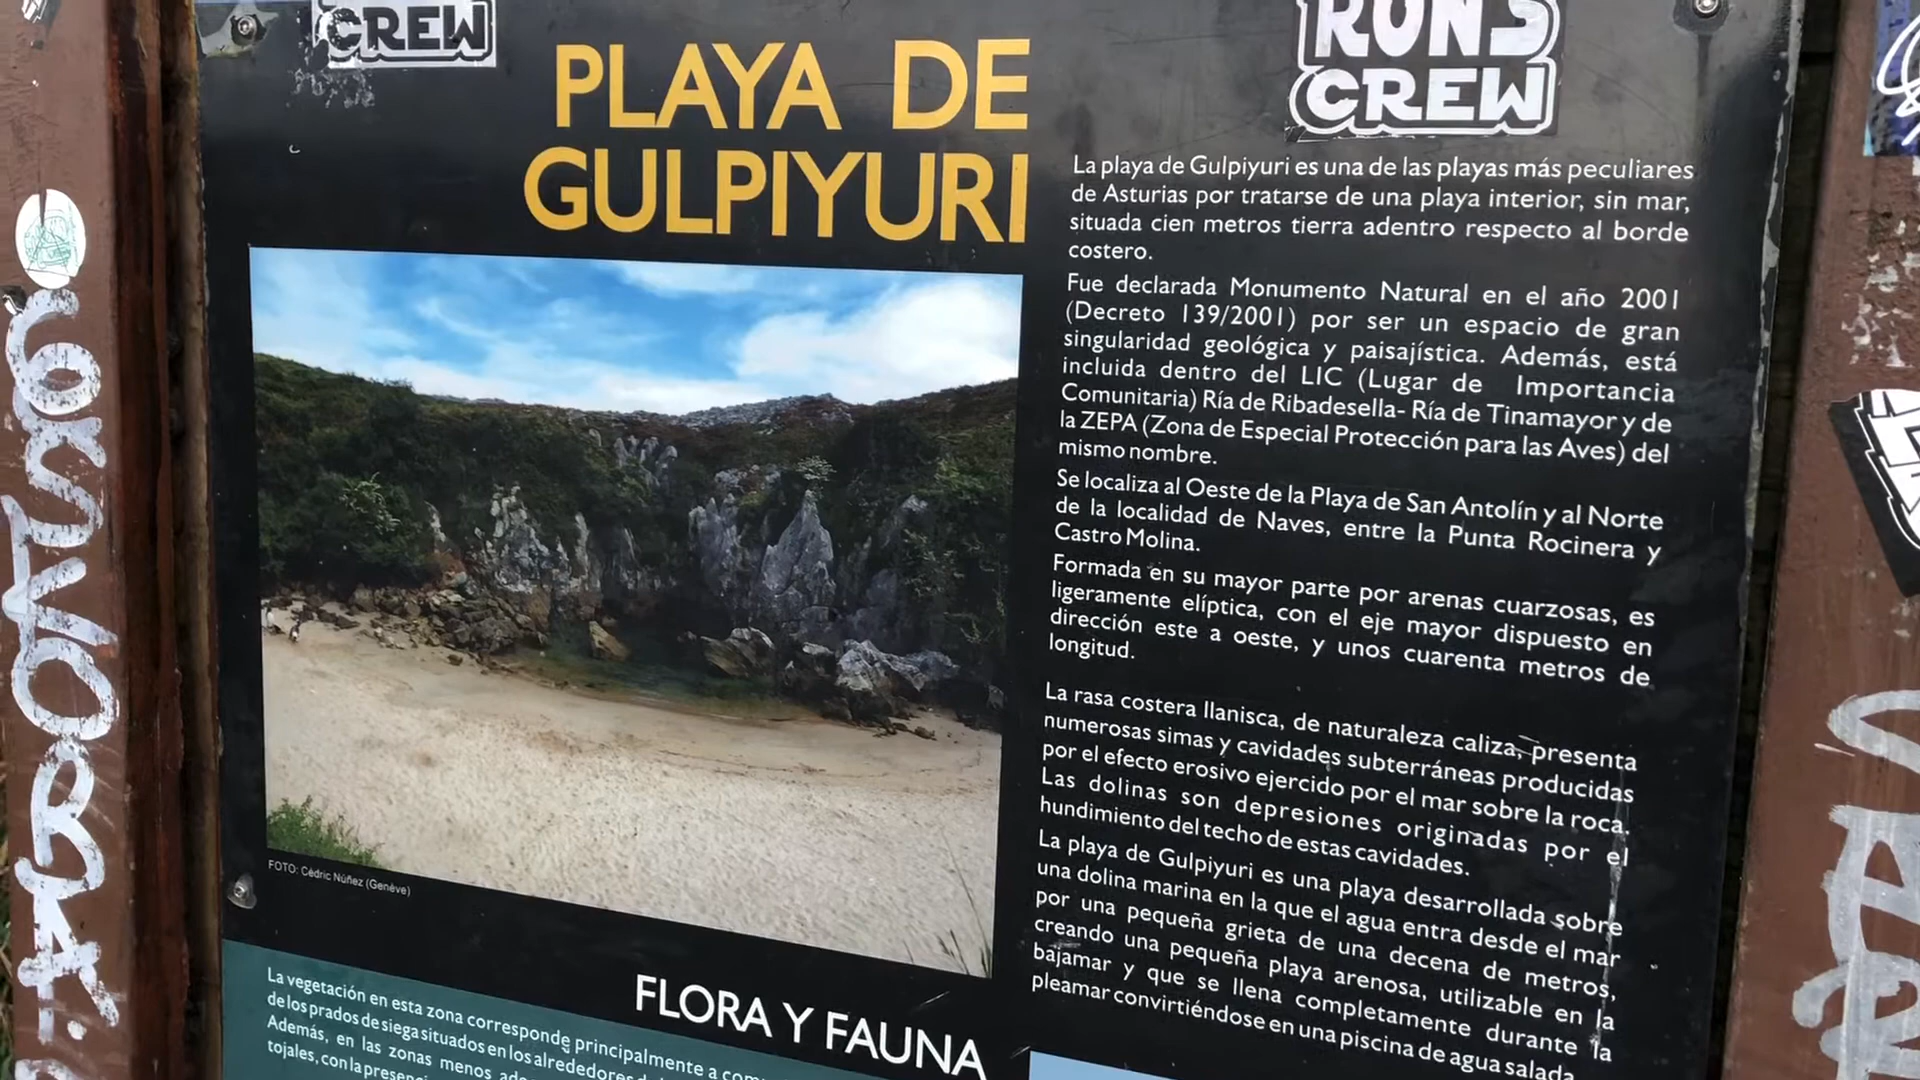 CREW
RONS
CREW
PLAYA DE
GULPIYURI
La playa de Gulpiyuri es una de las playas más peculiares
de Asturias por tratarse de una playa interior, sin mar,
situada cien metros tierra adentro respecto al borde
costero.
Fue declarada Monumento Natural en el año 2001
(Decreto 139/2001) por ser un espacio de gran
singularidad geológica y paisajística. Además, está
incluida dentro del LIC (Lugar de Importancia
Comunitaria) Ría de Ribadesella- Ría de Tinamayor y de
la ZEPA (Zona de Especial Protección para las Aves) del
mismo nombre.
Se localiza al Oeste de la Playa de San Antolín y al Norte
de la localidad de Naves, entre la Punta Rocinera y
Castro Molina.
Formada en su mayor parte por arenas cuarzosas, es
ligeramente elíptica, con el eje mayor dispuesto en
dirección este a oeste, y unos cuarenta metros de
longitud.
La rasa costera llanisca, de naturaleza caliza, presenta
numerosas simas y cavidades subterráneas producidas
por el efecto erosivo ejercido por el mar sobre la roca.
Las dolinas son depresiones originadas por el
hundimiento del techo de estas cavidades.
La playa de Gulpiyuri es una playa desarrollada sobre
una dolina marina en la que el agua entra desde el mar
por una pequeña grieta de una decena de metros,
creando una pequeña playa arenosa, utilizable en la
bajamar y que se llena completamente durante la
pleamar convirtiéndose en una piscina de agua salada
FOTO: Cédric Núñez (Genève)
FLORA Y FAUNA
La vegetación en esta zona corresponde principalmente a
de los prados de siega situados en los alrededores
Además, en las zonas menos
tojales, con la